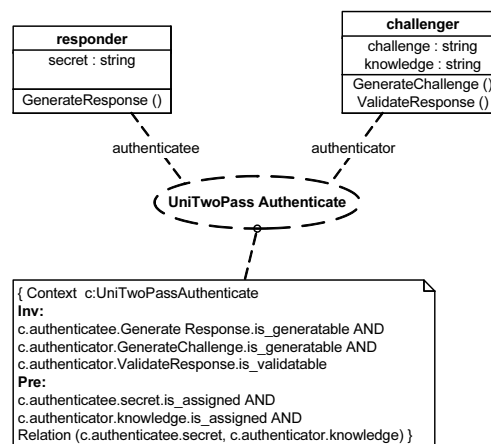 responder
secret : string
GenerateResponse ()
challenger
challenge : string
knowledge : string
GenerateChallenge ()
ValidateResponse ()
authenticatee
authenticator
UniTwoPass Authenticate
{ Context  c:UniTwoPassAuthenticate
Inv:
c.authenticatee.Generate Response.is_generatable AND
c.authenticator.GenerateChallenge.is_generatable AND
c.authenticator.ValidateResponse.is_validatable
Pre:
c.authenticatee.secret.is_assigned AND
c.authenticator.knowledge.is_assigned AND
Relation (c.authenticatee.secret, c.authenticator.knowledge) }